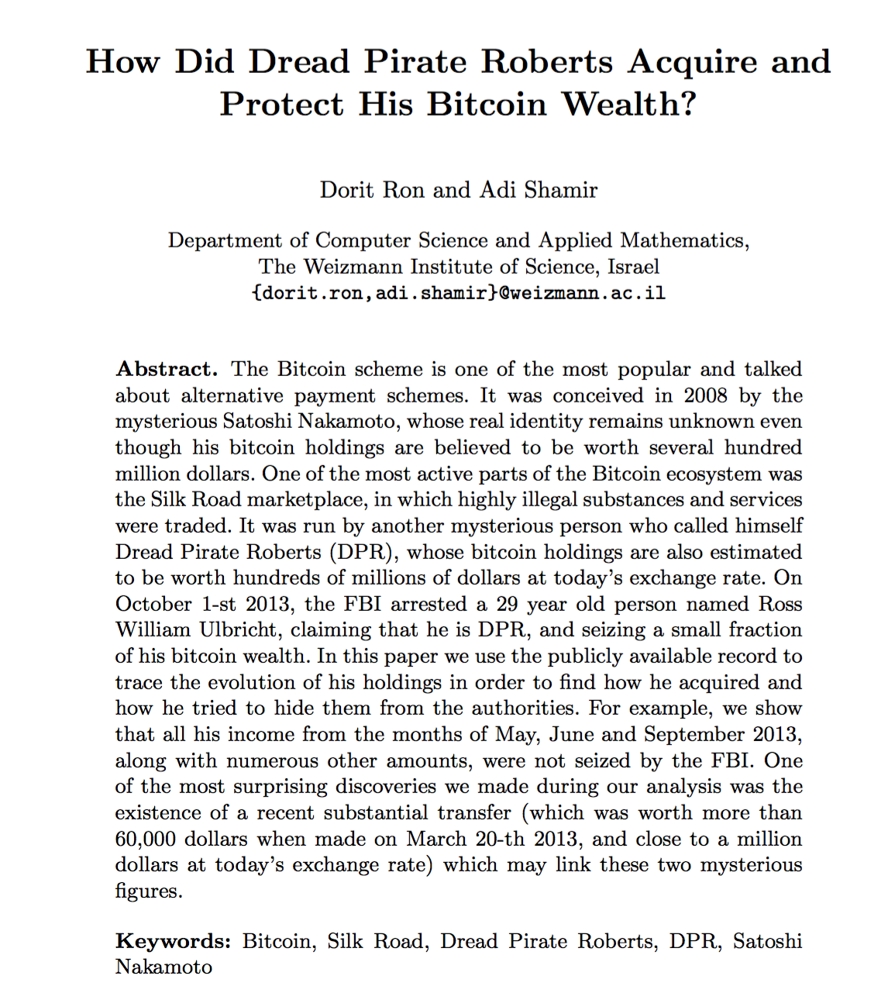 How Did Dread Pirate Roberts Acquire and
Protect His Bitcoin Wealth?
Dorit Ron and Adi Shamir
Department of Computer Science and Applied Mathematics,
The Weizmann Institute of Science, Israel
{dorit.ron,adi.shamir}@weizmann.ac.il
Abstract. The Bitcoin scheme is one of the most popular and talked
about alternative payment schemes. It was conceived in 2008 by the
mysterious Satoshi Nakamoto, whose real identity remains unknown even
though his bitcoin holdings are believed to be worth several hundred
million dollars. One of the most active parts of the Bitcoin ecosystem was
the Silk Road marketplace, in which highly illegal substances and services
were traded. It was run by another mysterious person who called himself
Dread Pirate Roberts (DPR), whose bitcoin holdings are also estimated
to be worth hundreds of millions of dollars at today's exchange rate. On
October 1-st 2013, the FBI arrested a 29 year old person named Ross
William Ulbricht, claiming that he is DPR, and seizing a small fraction
of his bitcoin wealth. In this paper we use the publicly available record to
trace the evolution of his holdings in order to find how he acquired and
how he tried to hide them from the authorities. For example, we show
that all his income from the months of May, June and September 2013,
along with numerous other amounts, were not seized by the FBI. One
of the most surprising discoveries we made during our analysis was the
existence of a recent substantial transfer (which was worth more than
60,000 dollars when made on March 20-th 2013, and close to a million
dollars at today's exchange rate) which may link these two mysterious
figures.
Keywords: Bitcoin, Silk Road, Dread Pirate Roberts, DPR, Satoshi
Nakamoto